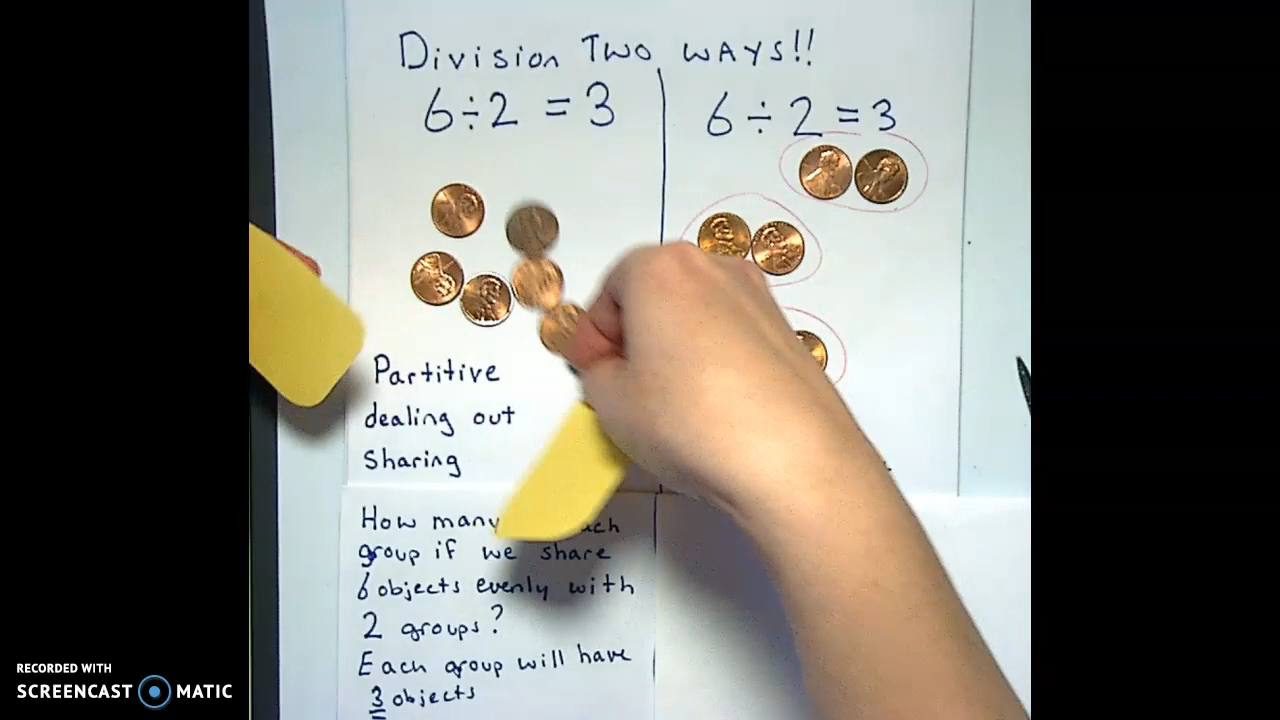 Division Two ways!!
6÷2 = 3
6 ÷ 2 = 3
Partitive
dealing out
Sharing
How many
group if we share
6 objects evenly with
2 groups?
Each group will have
3 objects
RECORDED WITH
SCREENCAST MATIC